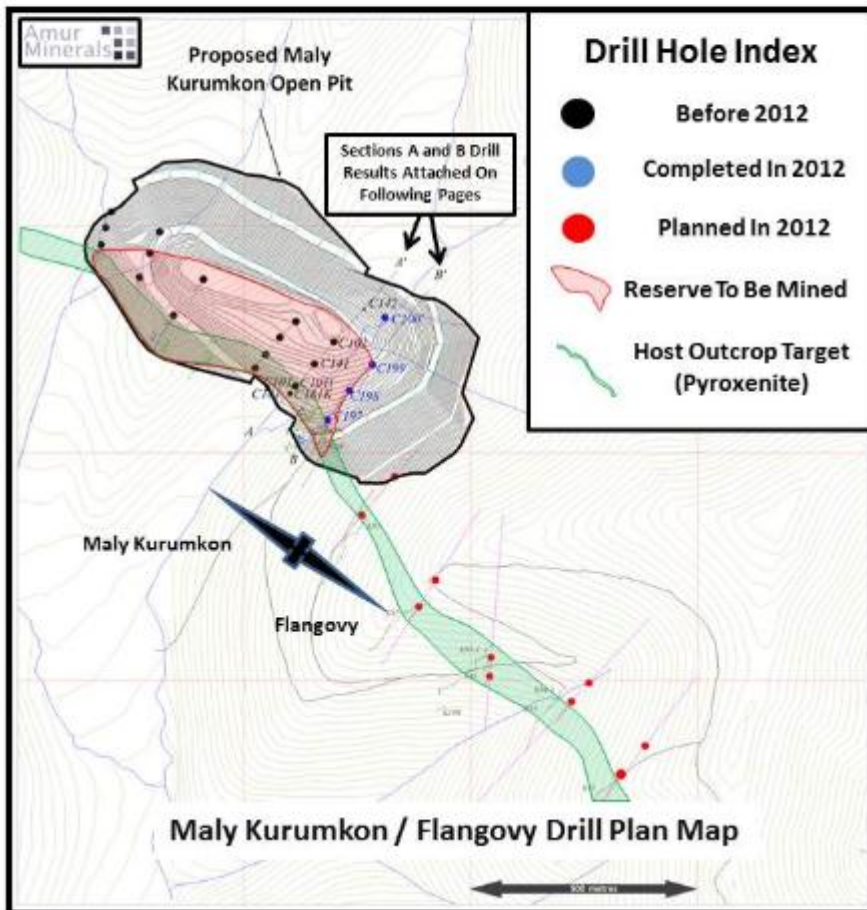 Amur
Minerals
Proposed Maly
Kurumkon Open Pit
Sections A and B Drill
Results Attached On
Following Pages
A'
B'
C142
C200
C199
C141
C198
C197
A
B
Maly Kurumkon
Flangovy
Drill Hole Index
Before 2012
Completed In 2012
Planned In 2012
Reserve To Be Mined
Host Outcrop Target
(Pyroxenite)
Maly Kurumkon / Flangovy Drill Plan Map
500 metres